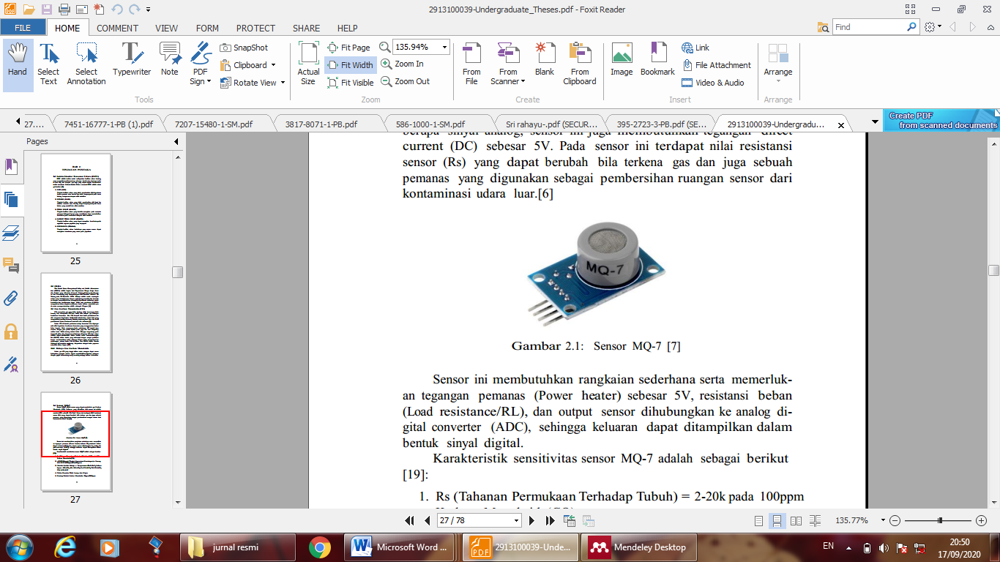 2913100039-Undergraduate_Theses.pdf - Foxit Reader
FILE HOME COMMENT VIEW FORM PROTECT SHARE HELP
Find
Hand
Select Text
Select Annotation
Typewriter
Note
PDF Sign
SnapShot
Clipboard
Rotate View
Tools
Actual Size
Fit Page
Fit Width
Fit Visible
135.94%
Zoom In
Zoom Out
Zoom
From File
From Scanner
Blank
From Clipboard
Create
Image
Bookmark
Link
File Attachment
Video & Audio
Insert
Arrange
Arrange
27....
7451-16777-1-PB (1).pdf
7207-15480-1-SM.pdf
3817-8071-1-PB.pdf
586-1000-1-SM.pdf
Sri rahayu-.pdf (SECUR...
395-2723-3-PB.pdf (SE...
2913100039-Undergradu...
Create PDF
from scanned documents
Pages
25
26
27
berupa sinyal analog, sensor ini juga membutuhkan tegangan direct
current (DC) sebesar 5V. Pada sensor ini terdapat nilai resistansi
sensor (Rs) yang dapat berubah bila terkena gas dan juga sebuah
pemanas yang digunakan sebagai pembersihan ruangan sensor dari
kontaminasi udara luar.[6]
MQ-7
Gambar 2.1: Sensor MQ-7 [7]
Sensor ini membutuhkan rangkaian sederhana serta memerluk-
an tegangan pemanas (Power heater) sebesar 5V, resistansi beban
(Load resistance/RL), dan output sensor dihubungkan ke analog di-
gital converter (ADC), sehingga keluaran dapat ditampilkan dalam
bentuk sinyal digital.
Karakteristik sensitivitas sensor MQ-7 adalah sebagai berikut
[19]:
1. Rs (Tahanan Permukaan Terhadap Tubuh) = 2-20k pada 100ppm
27 / 78
135.77%
jurnal resmi
Microsoft Word ...
2913100039-Unde...
Mendeley Desktop
EN
20:50
17/09/2020